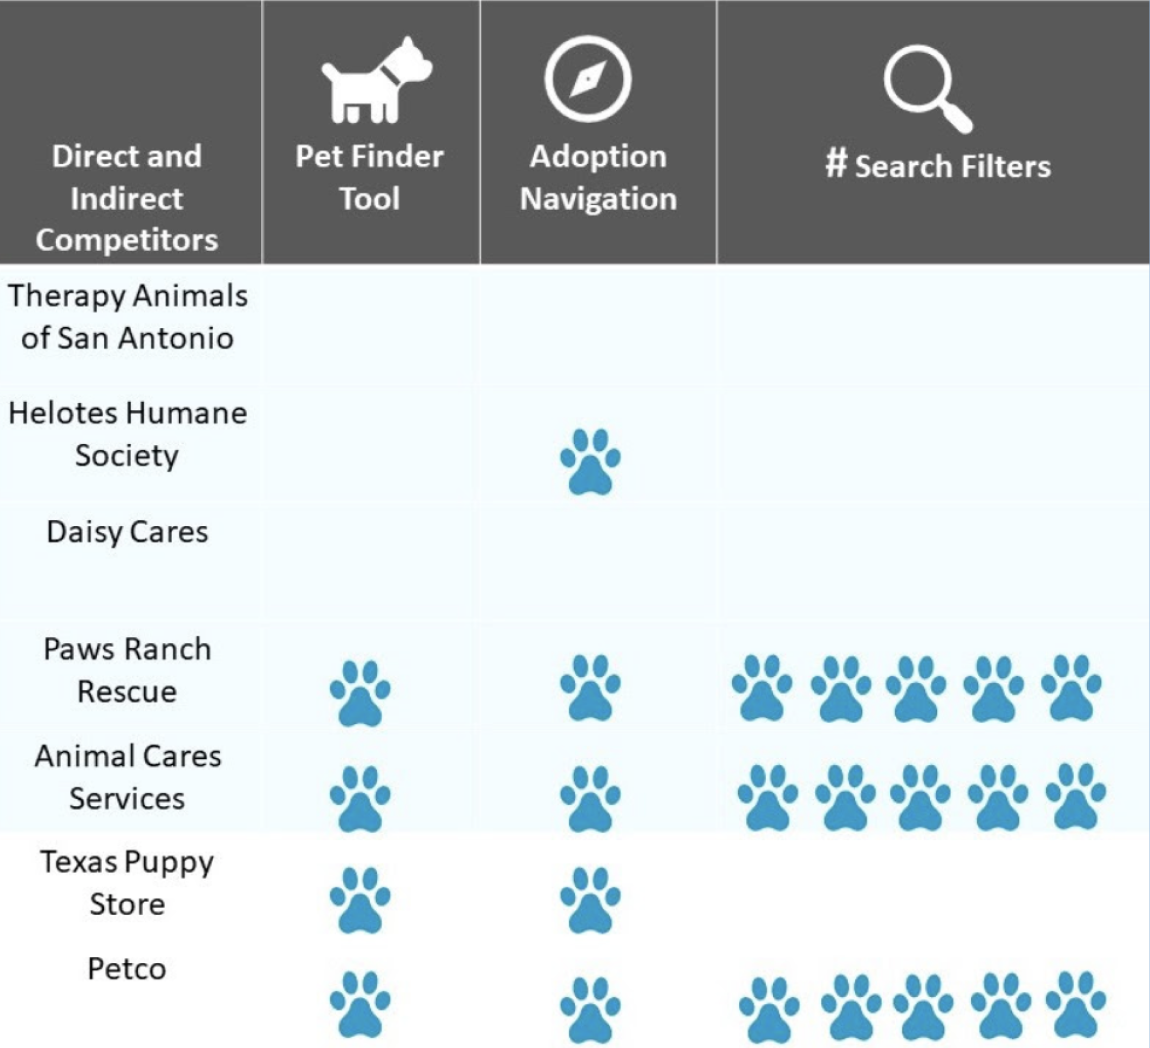 Direct and
Indirect
Competitors
Pet Finder
Tool
Adoption
Navigation
# Search Filters
Therapy Animals
of San Antonio
Helotes Humane
Society
Daisy Cares
Paws Ranch
Rescue
Animal Cares
Services
Texas Puppy
Store
Petco